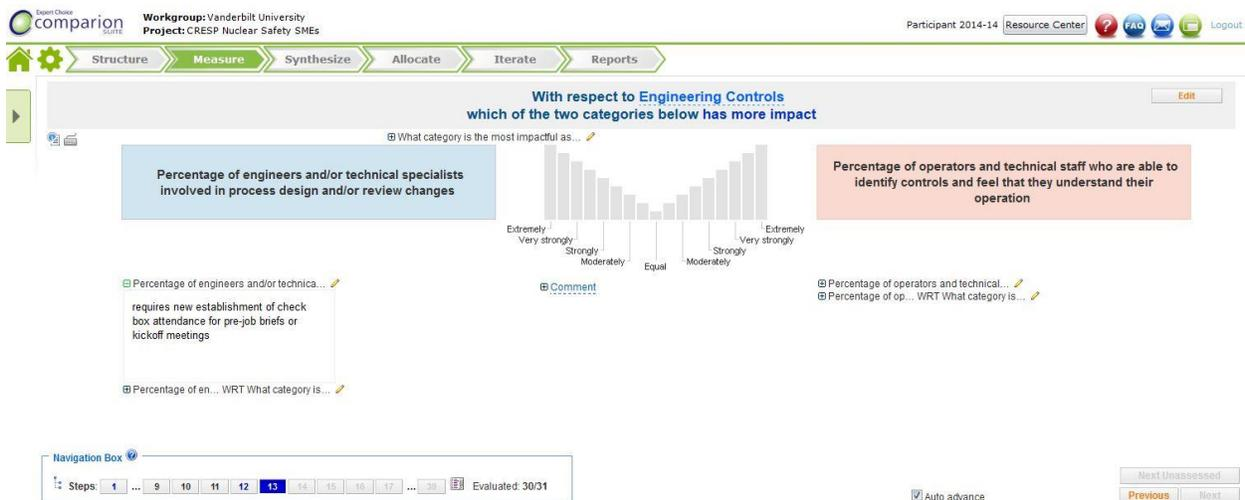 Expert Choice
comparion
SUITE
Workgroup: Vanderbilt University
Project: CRESP Nuclear Safety SMEs
Participant 2014-14 Resource Center ? FAQ Logout
Structure Measure Synthesize Allocate Iterate Reports
With respect to Engineering Controls
which of the two categories below has more impact
Edit
What category is the most impactful as...
Percentage of engineers and/or technical specialists
involved in process design and/or review changes
Percentage of operators and technical staff who are able to
identify controls and feel that they understand their
operation
Extremely Extremely
Very strongly Very strongly
Strongly Strongly
Moderately Moderately
Equal
Percentage of engineers and/or technica...
Comment
Percentage of operators and technical...
Percentage of op... WRT What category is...
requires new establishment of check
box attendance for pre-job briefs or
kickoff meetings
Percentage of en... WRT What category is...
Navigation Box ?
Steps: 1 ... 9 10 11 12 13 14 15 16 17 ... 39 Evaluated: 30/31
Auto advance
Next Unassessed
Previous Next